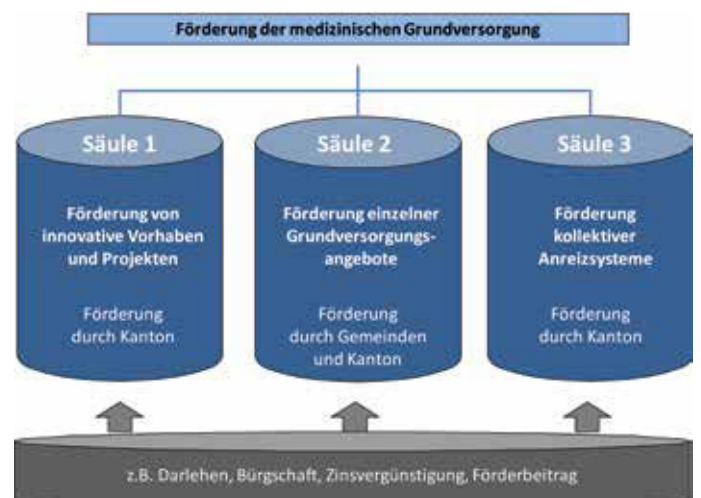 Förderung der medizinischen Grundversorgung
Säule 1
Förderung von
innovative Vorhaben
und Projekten
Förderung
durch Kanton
Säule 2
Förderung einzelner
Grundversorgungs-
angebote
Förderung
durch Gemeinden
und Kanton
Säule 3
Förderung
kollektiver
Anreizsysteme
Förderung
durch Kanton
z.B. Darlehen, Bürgschaft, Zinsvergünstigung, Förderbeitrag